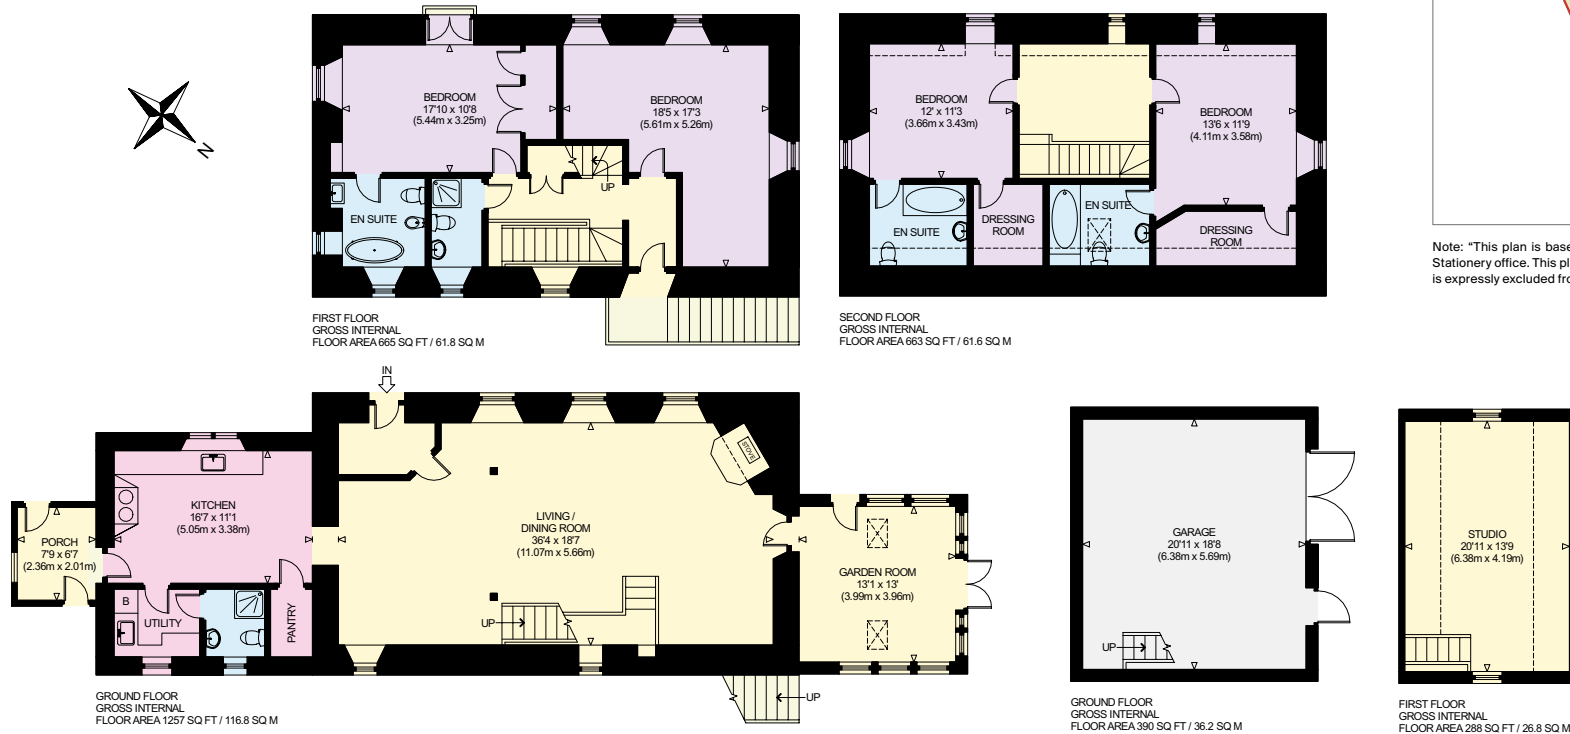 BEDROOM
17'10 x 10'8
(5.44m x 3.25m)
BEDROOM
18'5 x 17'3
(5.61m x 5.26m)
UP
EN SUITE
FIRST FLOOR
GROSS INTERNAL
FLOOR AREA 665 SQ FT / 61.8 SQ M
N
BEDROOM
12' x 11'3
(3.66m x 3.43m)
BEDROOM
13'6 x 11'9
(4.11m x 3.58m)
EN SUITE
DRESSING
ROOM
EN SUITE
DRESSING
ROOM
SECOND FLOOR
GROSS INTERNAL
FLOOR AREA 663 SQ FT / 61.6 SQ M
Note: "This plan is base
Stationery office. This pl
is expressly excluded fro
IN
STOVE
KITCHEN
16'7 x 11'1
(5.05m x 3.38m)
PORCH
7'9 x 6'7
(2.36m x 2.01m)
LIVING /
DINING ROOM
36'4 x 18'7
(11.07m x 5.66m)
GARDEN ROOM
13'1 x 13'
(3.99m x 3.96m)
B
UTILITY
PANTRY
UP
UP
GROUND FLOOR
GROSS INTERNAL
FLOOR AREA 1257 SQ FT / 116.8 SQ M
GARAGE
20'11 x 18'8
(6.38m x 5.69m)
UP
GROUND FLOOR
GROSS INTERNAL
FLOOR AREA 390 SQ FT / 36.2 SQ M
STUDIO
20'11 x 13'9
(6.38m x 4.19m)
FIRST FLOOR
GROSS INTERNAL
FLOOR AREA 288 SQ FT / 26.8 SQ M